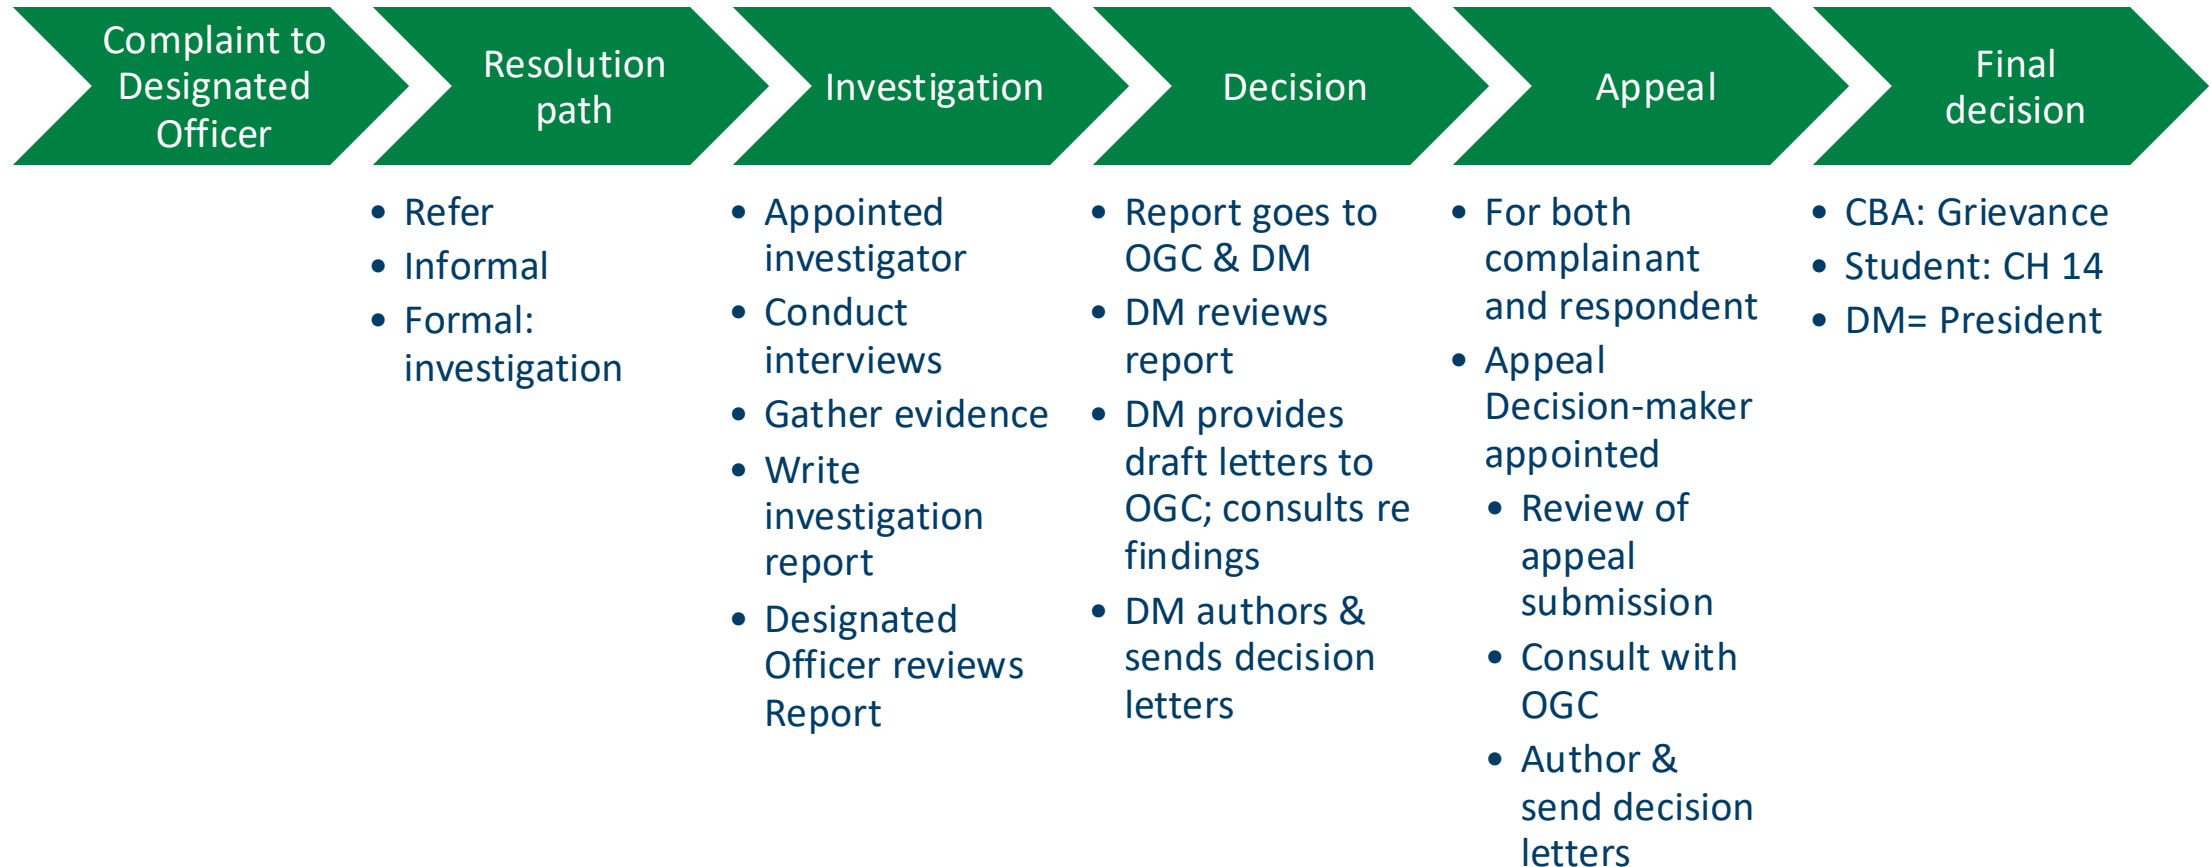 Complaint to
Designated
Officer
Resolution
path
Investigation
Decision
Appeal
Final
decision
• Refer
• Informal
• Formal:
investigation
• Appointed
investigator
• Conduct
interviews
• Gather evidence
• Write
investigation
report
• Designated
Officer reviews
Report
• Report goes to
OGC & DM
• DM reviews
report
• DM provides
draft letters to
OGC; consults re
findings
• DM authors &
sends decision
letters
• For both
complainant
and respondent
• Appeal
Decision-maker
appointed
• Review of
appeal
submission
• Consult with
OGC
• Author &
send decision
letters
• CBA: Grievance
• Student: CH 14
• DM= President